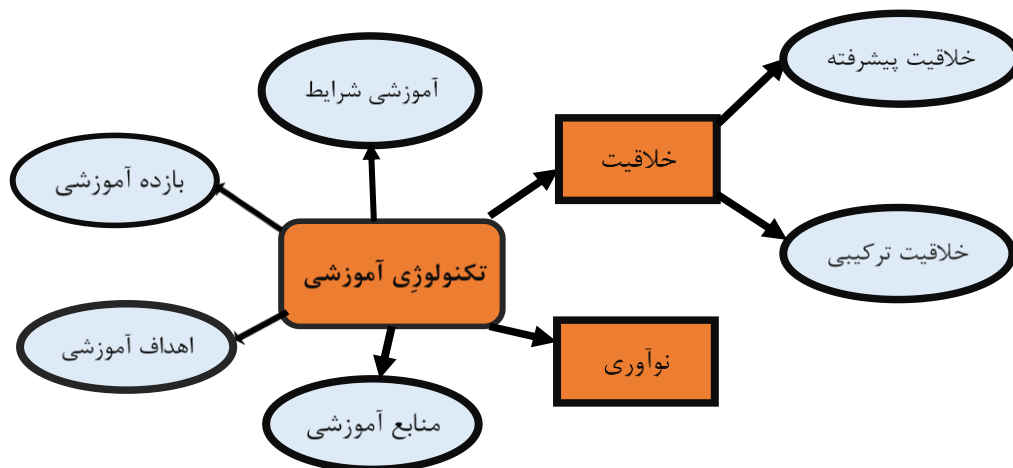 خلاقیت پیشرفته
آموزشی شرایط
خلاقیت
بازده آموزشی
خلاقیت ترکیبی
تکنولوژِی آموزشی
اهداف آموزشی
نوآوری
منابع آموزشی